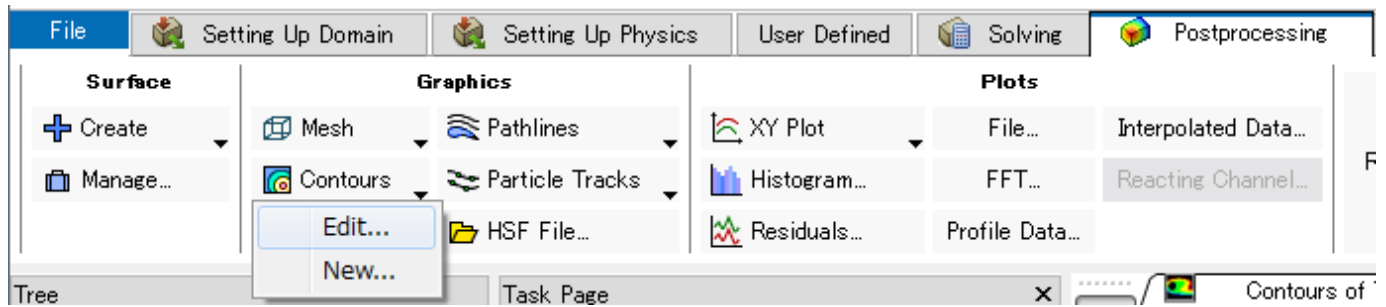 File Setting Up Domain Setting Up Physics User Defined Solving Postprocessing
Surface Graphics Plots
Create Mesh Pathlines XY Plot File... Interpolated Data...
Manage... Contours Particle Tracks Histogram... FFT... Reacting Channel... R
Edit... HSF File... Residuals... Profile Data...
New...
Tree Task Page x Contours of